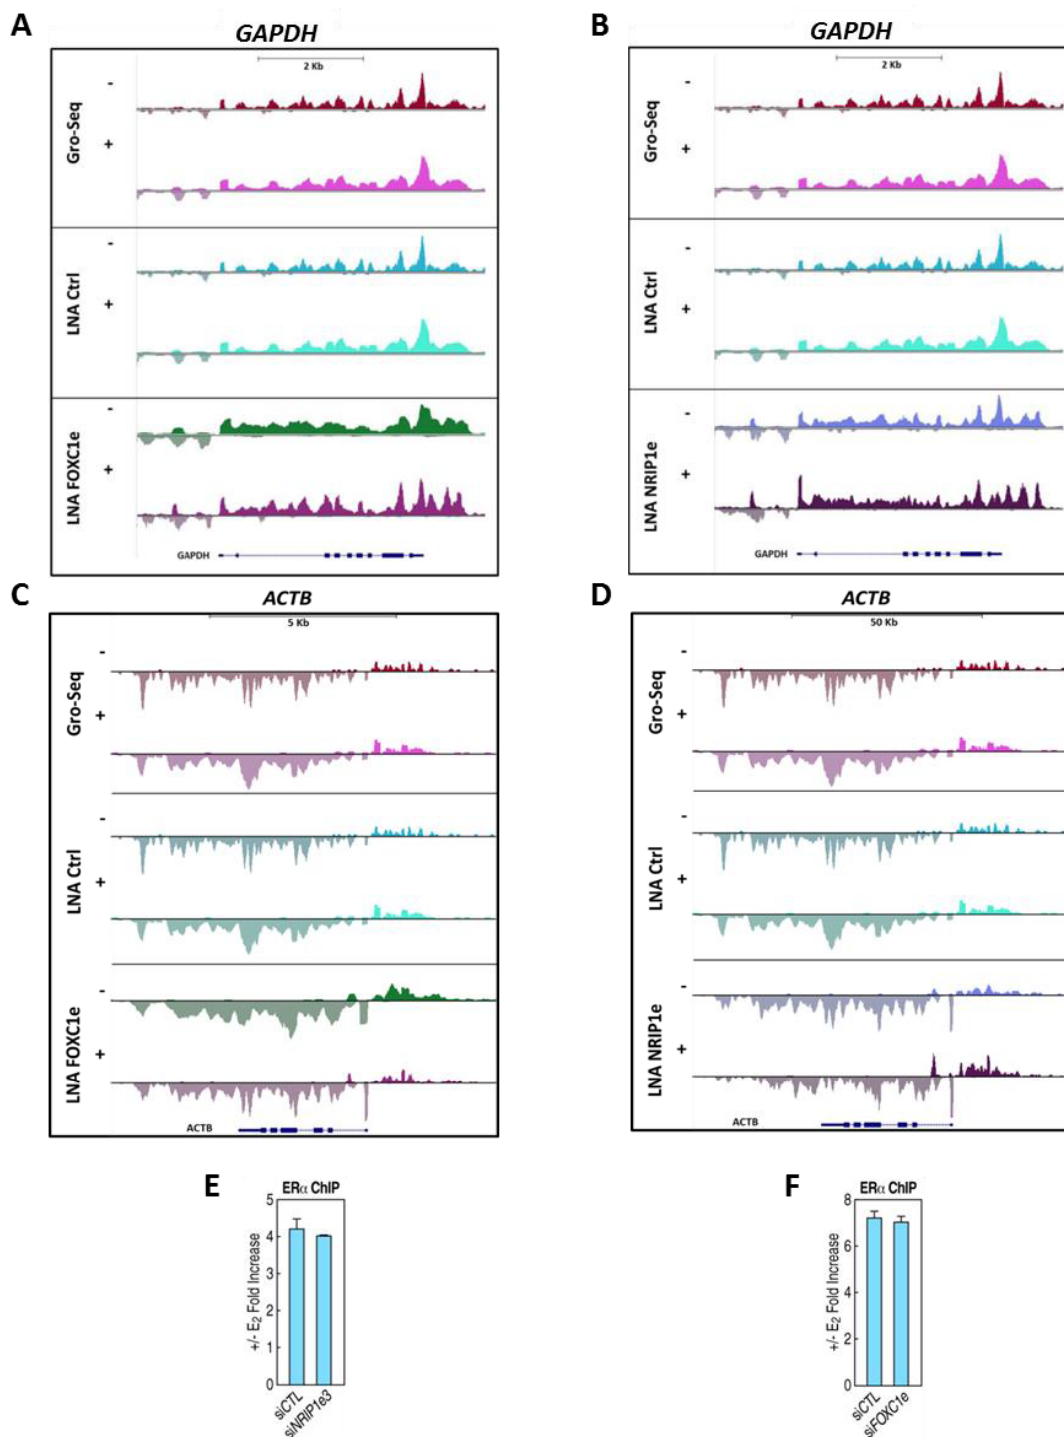 A
GAPDH
2 Kb
Gro-Seq
-
+
LNA Ctrl
-
+
LNA FOXC1e
-
+
GAPDH
B
GAPDH
2 Kb
Gro-Seq
-
+
LNA Ctrl
-
+
LNA NRIP1e
-
+
GAPDH
C
ACTB
5 Kb
Gro-Seq
-
+
LNA Ctrl
-
+
LNA FOXC1e
-
+
ACTB
D
ACTB
50 Kb
Gro-Seq
-
+
LNA Ctrl
-
+
LNA NRIP1e
-
+
ACTB
E
ERα ChIP
+/- E2 Fold Increase
5
4
3
2
1
0
siCTL
siNRIP1e3
F
ERα ChIP
+/- E2 Fold Increase
8
6
4
2
0
siCTL
siFOXC1e